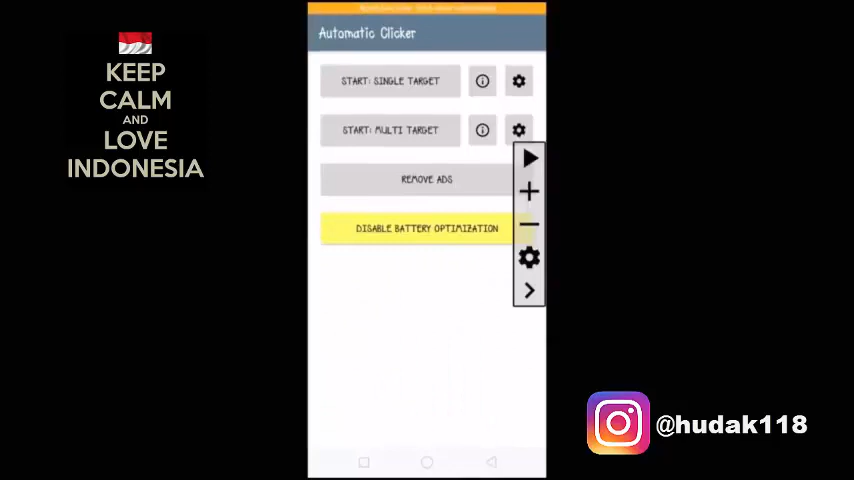 KEEP
CALM
AND
LOVE
INDONESIA
Automatic Clicker
START: SINGLE TARGET
START: MULTI TARGET
REMOVE ADS
DISABLE BATTERY OPTIMIZATION
@hudak118